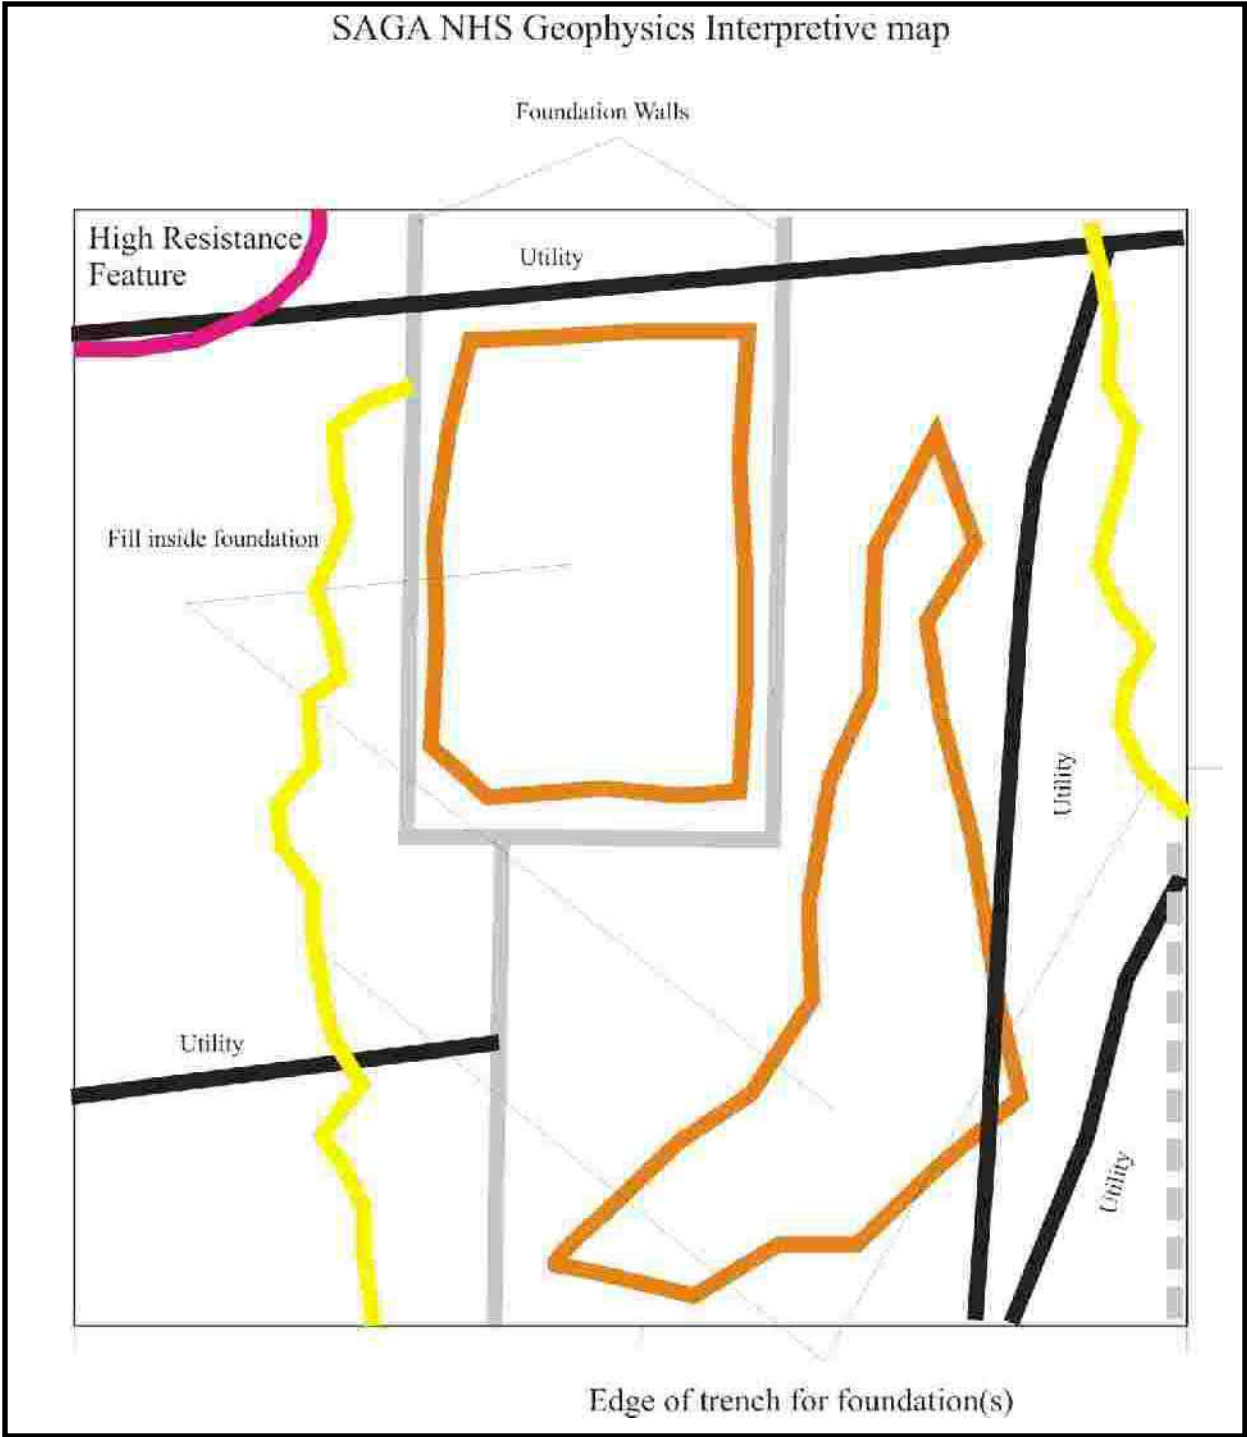 SAGA NHS Geophysics Interpretive map
Foundation Walls
High Resistance
Feature
Utility
Fill inside foundation
Utility
Utility
Utility
Edge of trench for foundation(s)